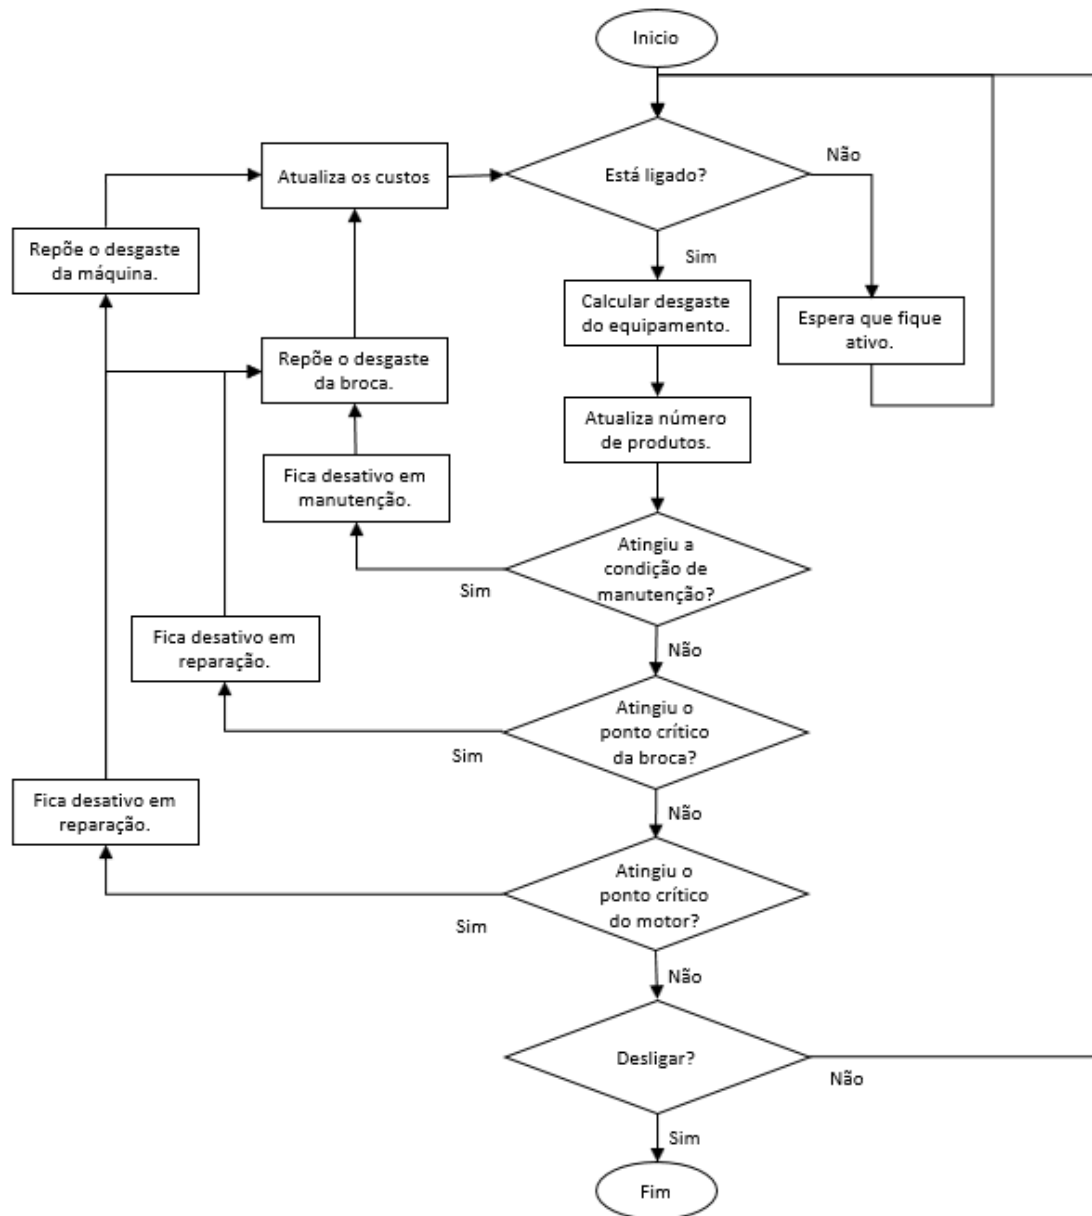 Inicio
Está ligado?
Não
Atualiza os custos
Repõe o desgaste
da máquina.
Sim
Calcular desgaste
do equipamento.
Espera que fique
ativo.
Repõe o desgaste
da broca.
Atualiza número
de produtos.
Fica desativo em
manutenção.
Atingiu a
condição de
manutenção?
Sim
Não
Fica desativo em
reparação.
Atingiu o
ponto crítico
da broca?
Sim
Não
Fica desativo em
reparação.
Atingiu o
ponto crítico
do motor?
Sim
Não
Desligar?
Não
Sim
Fim